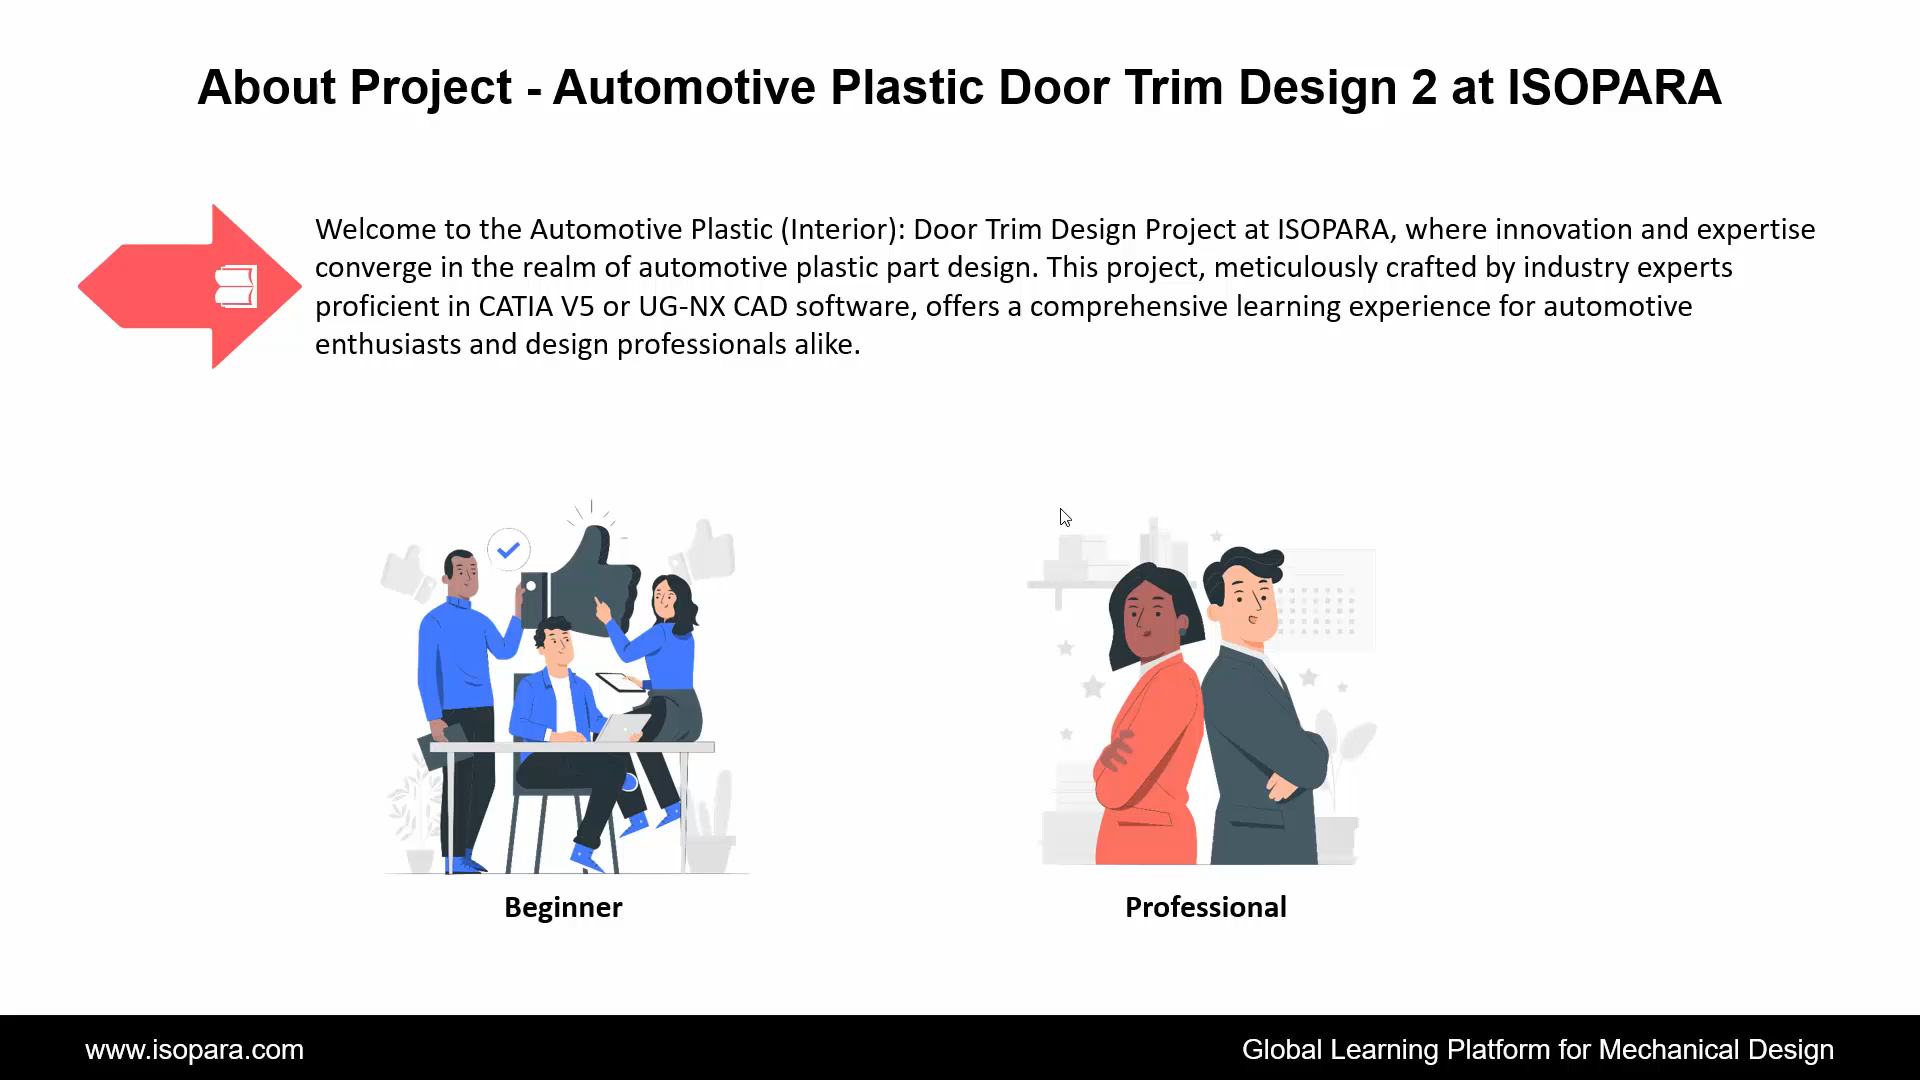 About Project - Automotive Plastic Door Trim Design 2 at ISOPARA
Welcome to the Automotive Plastic (Interior): Door Trim Design Project at ISOPARA, where innovation and expertise
converge in the realm of automotive plastic part design. This project, meticulously crafted by industry experts
proficient in CATIA V5 or UG-NX CAD software, offers a comprehensive learning experience for automotive
enthusiasts and design professionals alike.
Beginner
Professional
www.isopara.com
Global Learning Platform for Mechanical Design